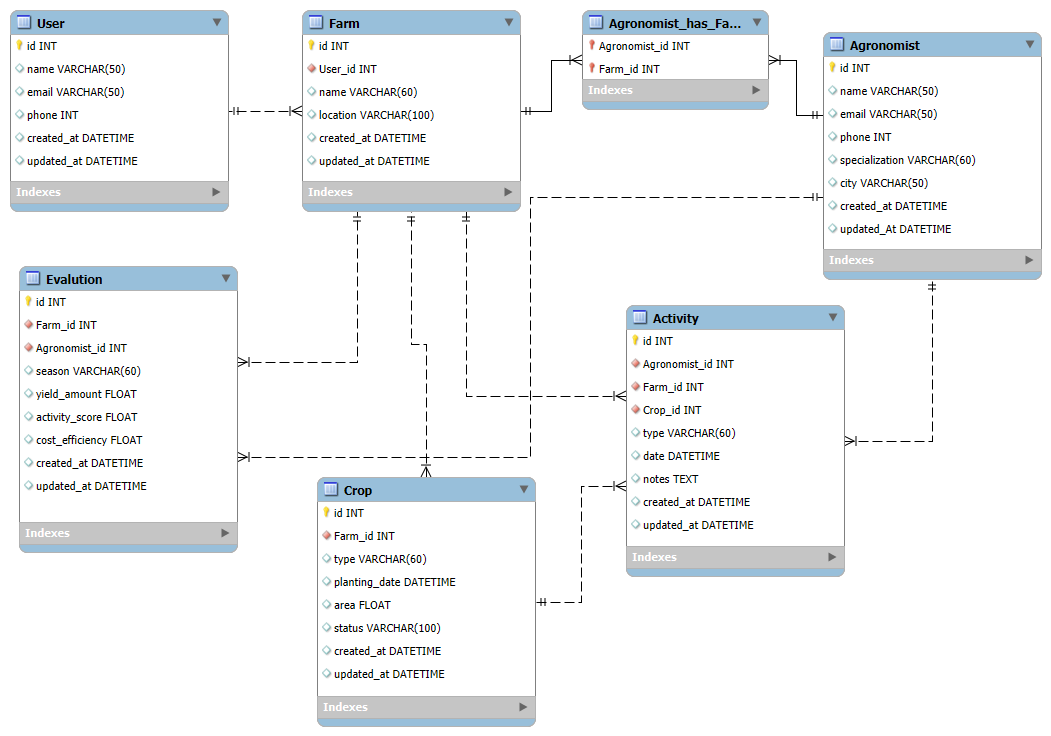 User
id INT
name VARCHAR(50)
email VARCHAR(50)
phone INT
created_at DATETIME
updated_at DATETIME
Indexes
Farm
id INT
User_id INT
name VARCHAR(60)
location VARCHAR(100)
created_at DATETIME
updated_at DATETIME
Indexes
Agronomist_has_Fa...
Agronomist_id INT
Farm_id INT
Indexes
Agronomist
id INT
name VARCHAR(50)
email VARCHAR(50)
phone INT
specialization VARCHAR(60)
city VARCHAR(50)
created_at DATETIME
updated_At DATETIME
Indexes
Evalution
id INT
Farm_id INT
Agronomist_id INT
season VARCHAR(60)
yield_amount FLOAT
activity_score FLOAT
cost_efficiency FLOAT
created_at DATETIME
updated_at DATETIME
Indexes
Activity
id INT
Agronomist_id INT
Farm_id INT
Crop_id INT
type VARCHAR(60)
date DATETIME
notes TEXT
created_at DATETIME
updated_at DATETIME
Indexes
Crop
id INT
Farm_id INT
type VARCHAR(60)
planting_date DATETIME
area FLOAT
status VARCHAR(100)
created_at DATETIME
updated_at DATETIME
Indexes